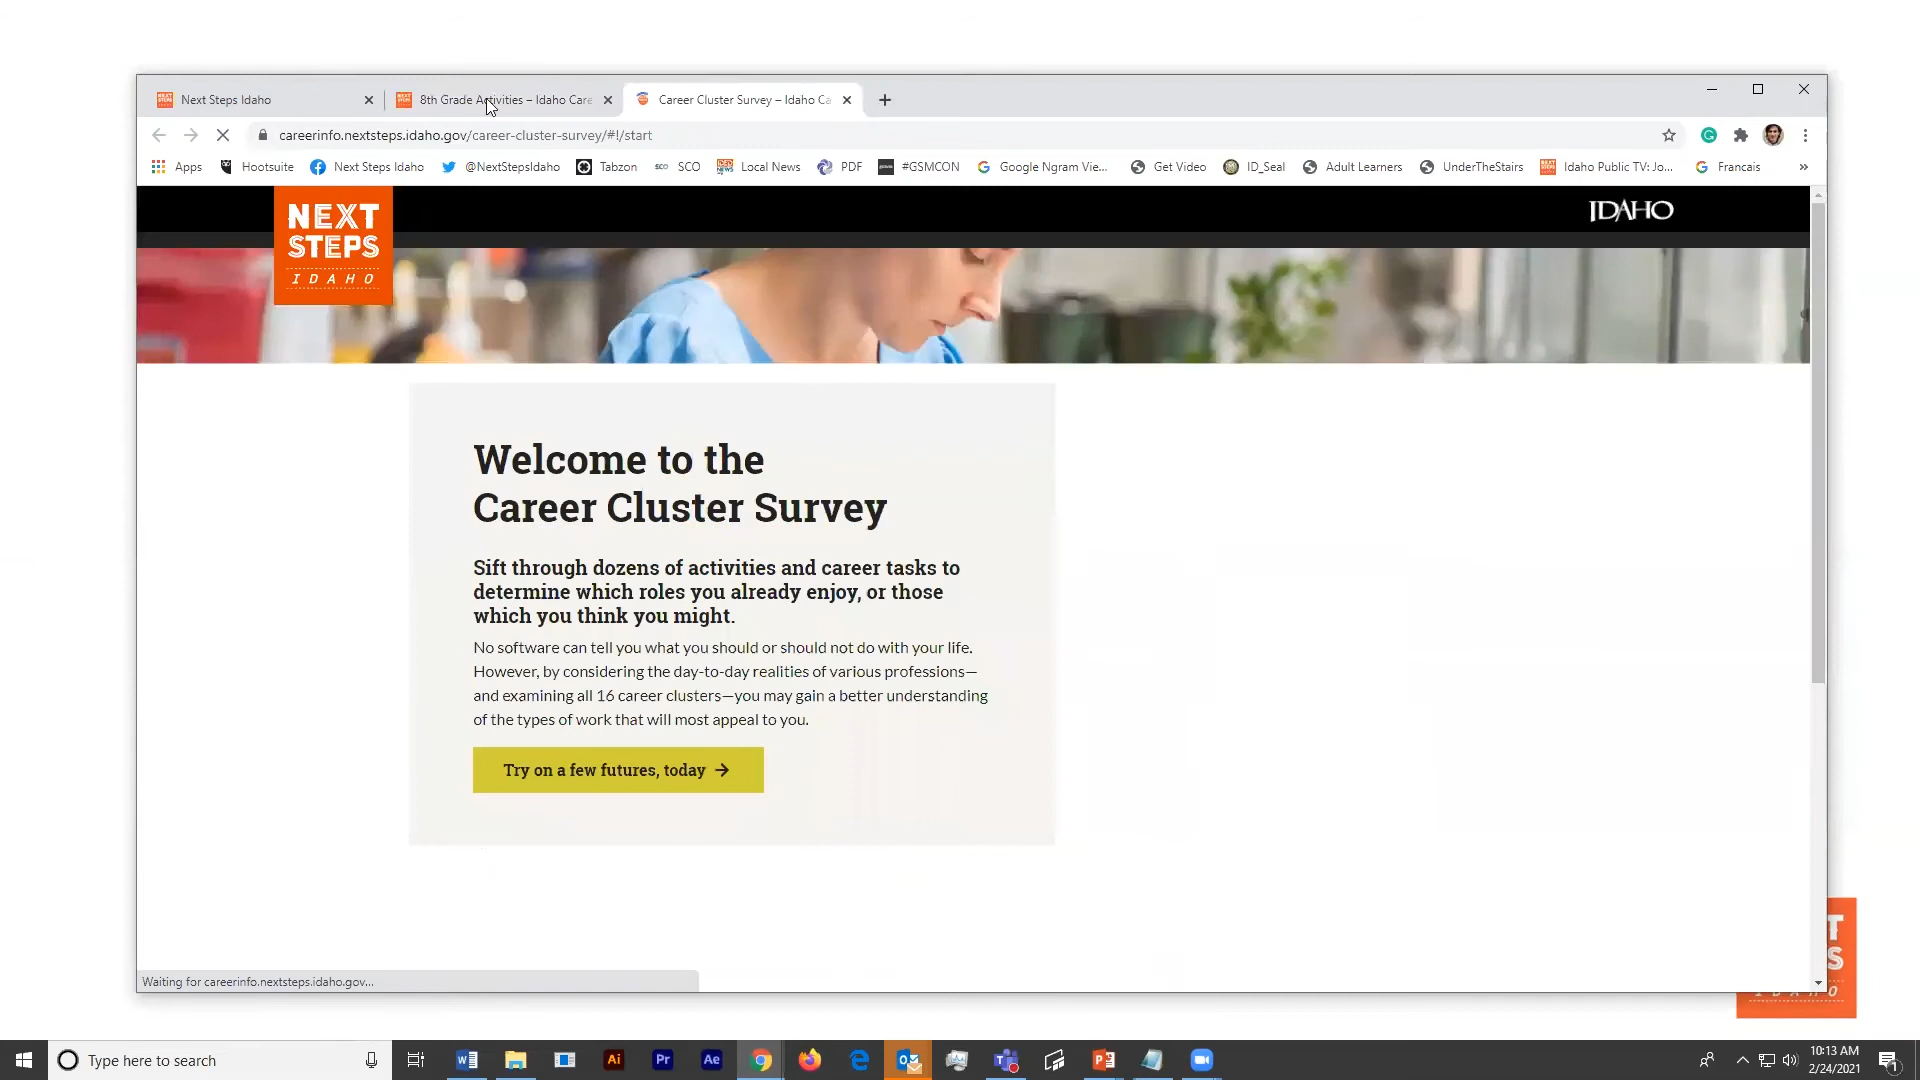 Next Steps Idaho
8th Grade Activities – Idaho Care
Career Cluster Survey – Idaho Ca
careerinfo.nextsteps.idaho.gov/career-cluster-survey/#!/start
Apps
Hootsuite
Next Steps Idaho
@NextStepsIdaho
Tabzon
SCO
SCO
Local News
PDF
#GSMCON
Google Ngram Vie...
Get Video
ID_Seal
Adult Learners
UnderTheStairs
Idaho Public TV: Jo...
Francais
»
NEXT
STEPS
IDAHO
IDAHO
Welcome to the
Career Cluster Survey
Sift through dozens of activities and career tasks to
determine which roles you already enjoy, or those
which you think you might.
No software can tell you what you should or should not do with your life.
However, by considering the day-to-day realities of various professions—
and examining all 16 career clusters—you may gain a better understanding
of the types of work that will most appeal to you.
Try on a few futures, today →
Waiting for careerinfo.nextsteps.idaho.gov...
T
S
I D A H O
Type here to search
Ai
Pr
Ae
10:13 AM
2/24/2021
1